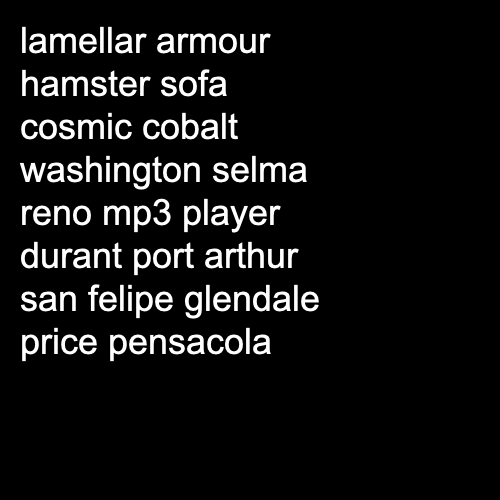 lamellar armour
hamster sofa
cosmic cobalt
washington selma
reno mp3 player
durant port arthur
san felipe glendale
price pensacola